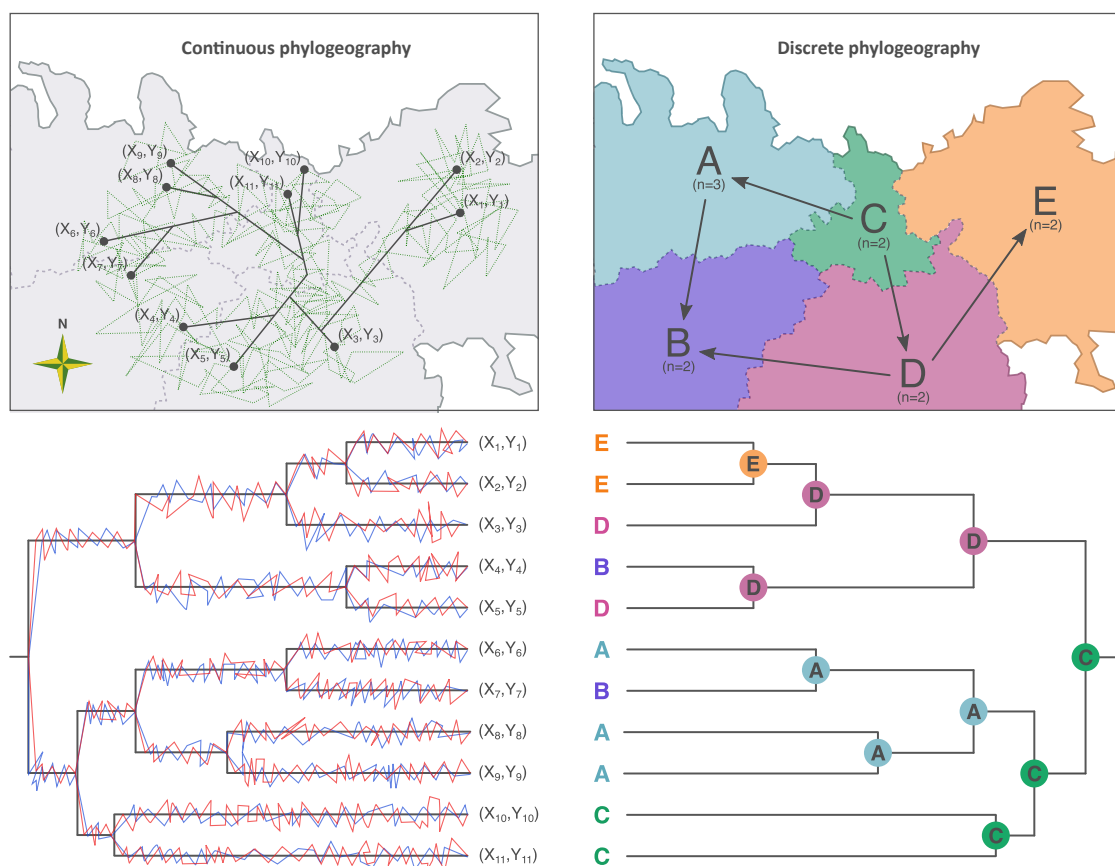 Continuous phylogeography
(X9,Y9)
(X8,Y8)
(X10,Y10)
(X11,Y11)
(X2,Y2)
(X1,Y1)
(X6,Y6)
(X7,Y7)
(X4,Y4)
(X5,Y5)
(X3,Y3)
N
Discrete phylogeography
A
(n=3)
C
(n=2)
E
(n=2)
B
(n=2)
D
(n=2)
(X1,Y1)
(X2,Y2)
(X3,Y3)
(X4,Y4)
(X5,Y5)
(X6,Y6)
(X7,Y7)
(X8,Y8)
(X9,Y9)
(X10,Y10)
(X11,Y11)
E
E
E
D
D
D
B
D
D
C
A
A
B
A
A
A
A
C
C
C
C